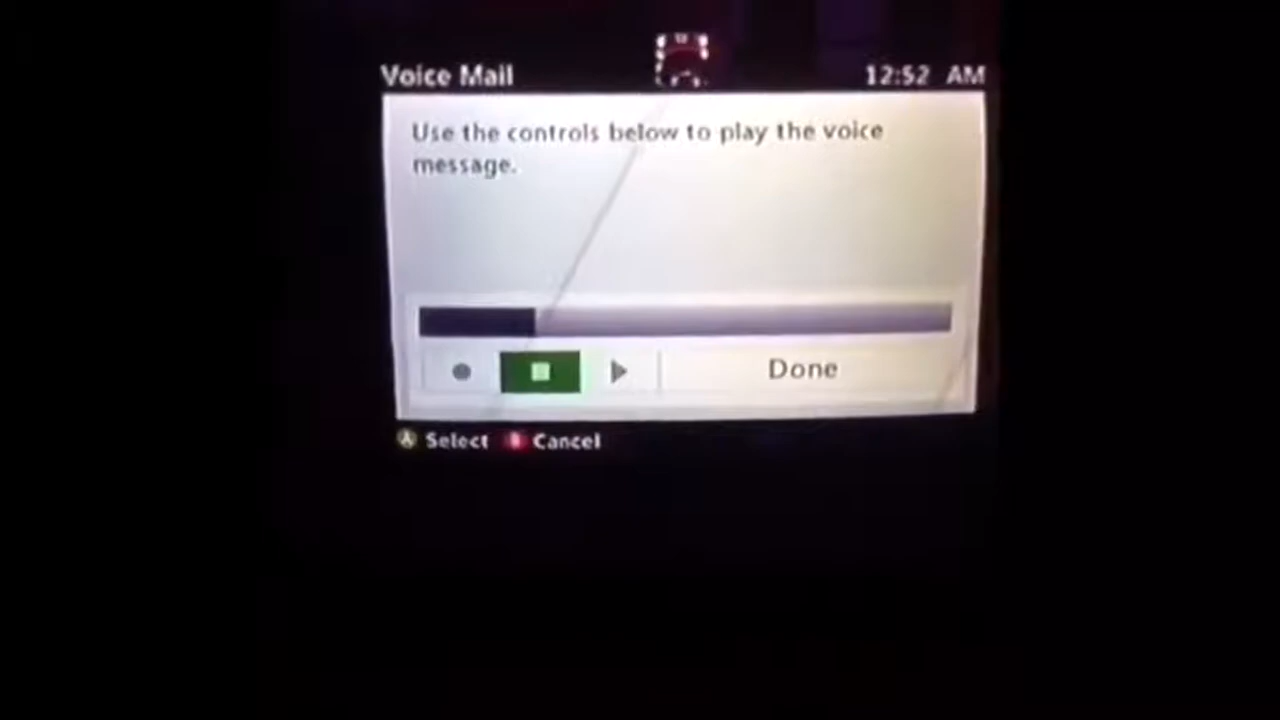 Voice Mail
12:52 AM
Use the controls below to play the voice
message.
Done
A Select B Cancel